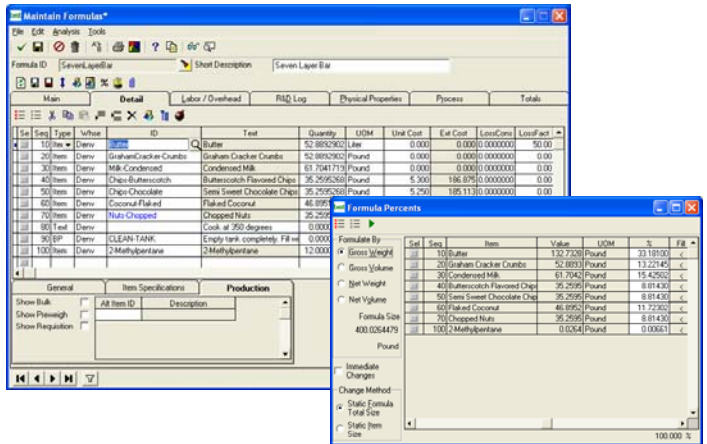 Maintain Formulas*
File Edit Analysis Tools
Formula ID SevenLayerBar Short Description Seven Layer Bar
Main Detail Labor / Overhead R&D Log Physical Properties Process Totals
Sel Seq Type Whse ID Text Quantity UOM Unit Cost Ext Cost LossCons LossFact
10 Item Denv Butter Butter 52.8892902 Liter 0.000 0.000 0.0000000 50.00
20 Item Denv GrahamCracker-Crumbs Graham Cracker Crumbs 52.8892902 Pound 0.000 0.000 0.0000000 0.00
30 Item Denv Milk-Condensed Condensed Milk 61.7041719 Pound 0.000 0.000 0.0000000 0.00
40 Item Denv Chips-Butterscotch Butterscotch Flavored Chips 35.2595268 Pound 5.300 186.875 0.0000000 0.00
50 Item Denv Chips-Chocolate Semi Sweet Chocolate Chips 35.2595268 Pound 5.250 185.113 0.0000000 0.00
60 Item Denv Coconut-Flaked Flaked Coconut
70 Item Denv Nuts-Chopped Chopped Nuts
80 Text Denv Cook at 350 degrees
90 BP Denv CLEAN-TANK Empty tank completely. Fill
100 Item Denv 2-Methylpentane 2-Methylpentane
General Item Specifications Production
Show Bulk
Show Preweigh
Show Requisition
Alt Item ID Description
Formula Percents
Formulate By
Gross Weight
Gross Volume
Net Weight
Net Volume
Formula Size
400.0264479
Pound
Immediate
Changes
Change Method
Static Formula
Total Size
Static Item
Size
Sel Seq Item Value UOM %
10 Butter 132.7328 Pound 33.18100
20 Graham Cracker Crumbs 52.8893 Pound 13.22145
30 Condensed Milk 61.7042 Pound 15.42502
40 Butterscotch Flavored Chip 35.2595 Pound 8.81430
50 Semi Sweet Chocolate Chip 35.2595 Pound 8.81430
60 Flaked Coconut 46.8952 Pound 11.72302
70 Chopped Nuts 35.2595 Pound 8.81430
100 2-Methylpentane 0.0264 Pound 0.00661
100.000 %